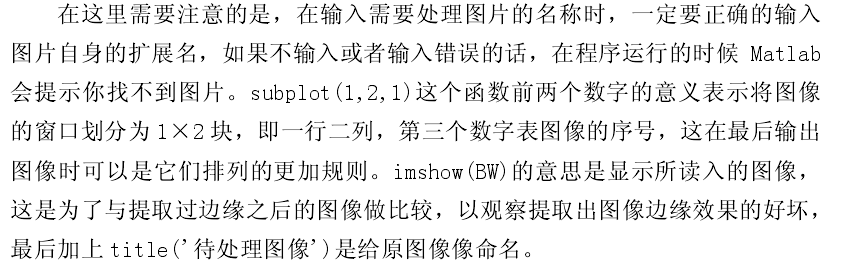 在这里需要注意的是，在输入需要处理图片的名称时，一定要正确的输入
图片自身的扩展名，如果不输入或者输入错误的话，在程序运行的时候 Matlab
会提示你找不到图片。subplot(1,2,1)这个函数前两个数字的意义表示将图像
的窗口划分为 1×2 块，即一行二列，第三个数字表图像的序号，这在最后输出
图像时可以是它们排列的更加规则。imshow(BW)的意思是显示所读入的图像，
这是为了与提取过边缘之后的图像做比较，以观察提取出图像边缘效果的好坏，
最后加上 title('待处理图像')是给原图像像命名。